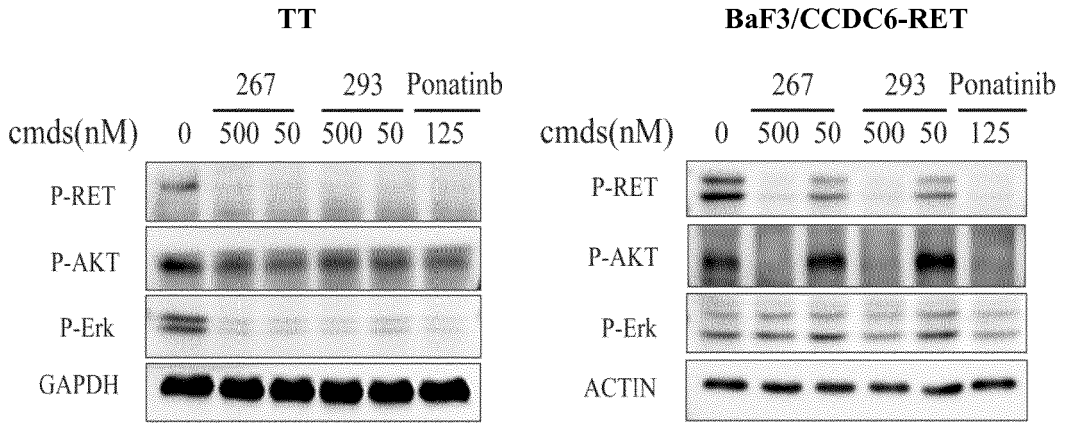 TT
267 293 Ponatinb
cmds(nM) 0 500 50 500 50 125
P-RET
P-AKT
P-Erk
GAPDH
BaF3/CCDC6-RET
267 293 Ponatinib
cmds(nM) 0 500 50 500 50 125
P-RET
P-AKT
P-Erk
ACTIN